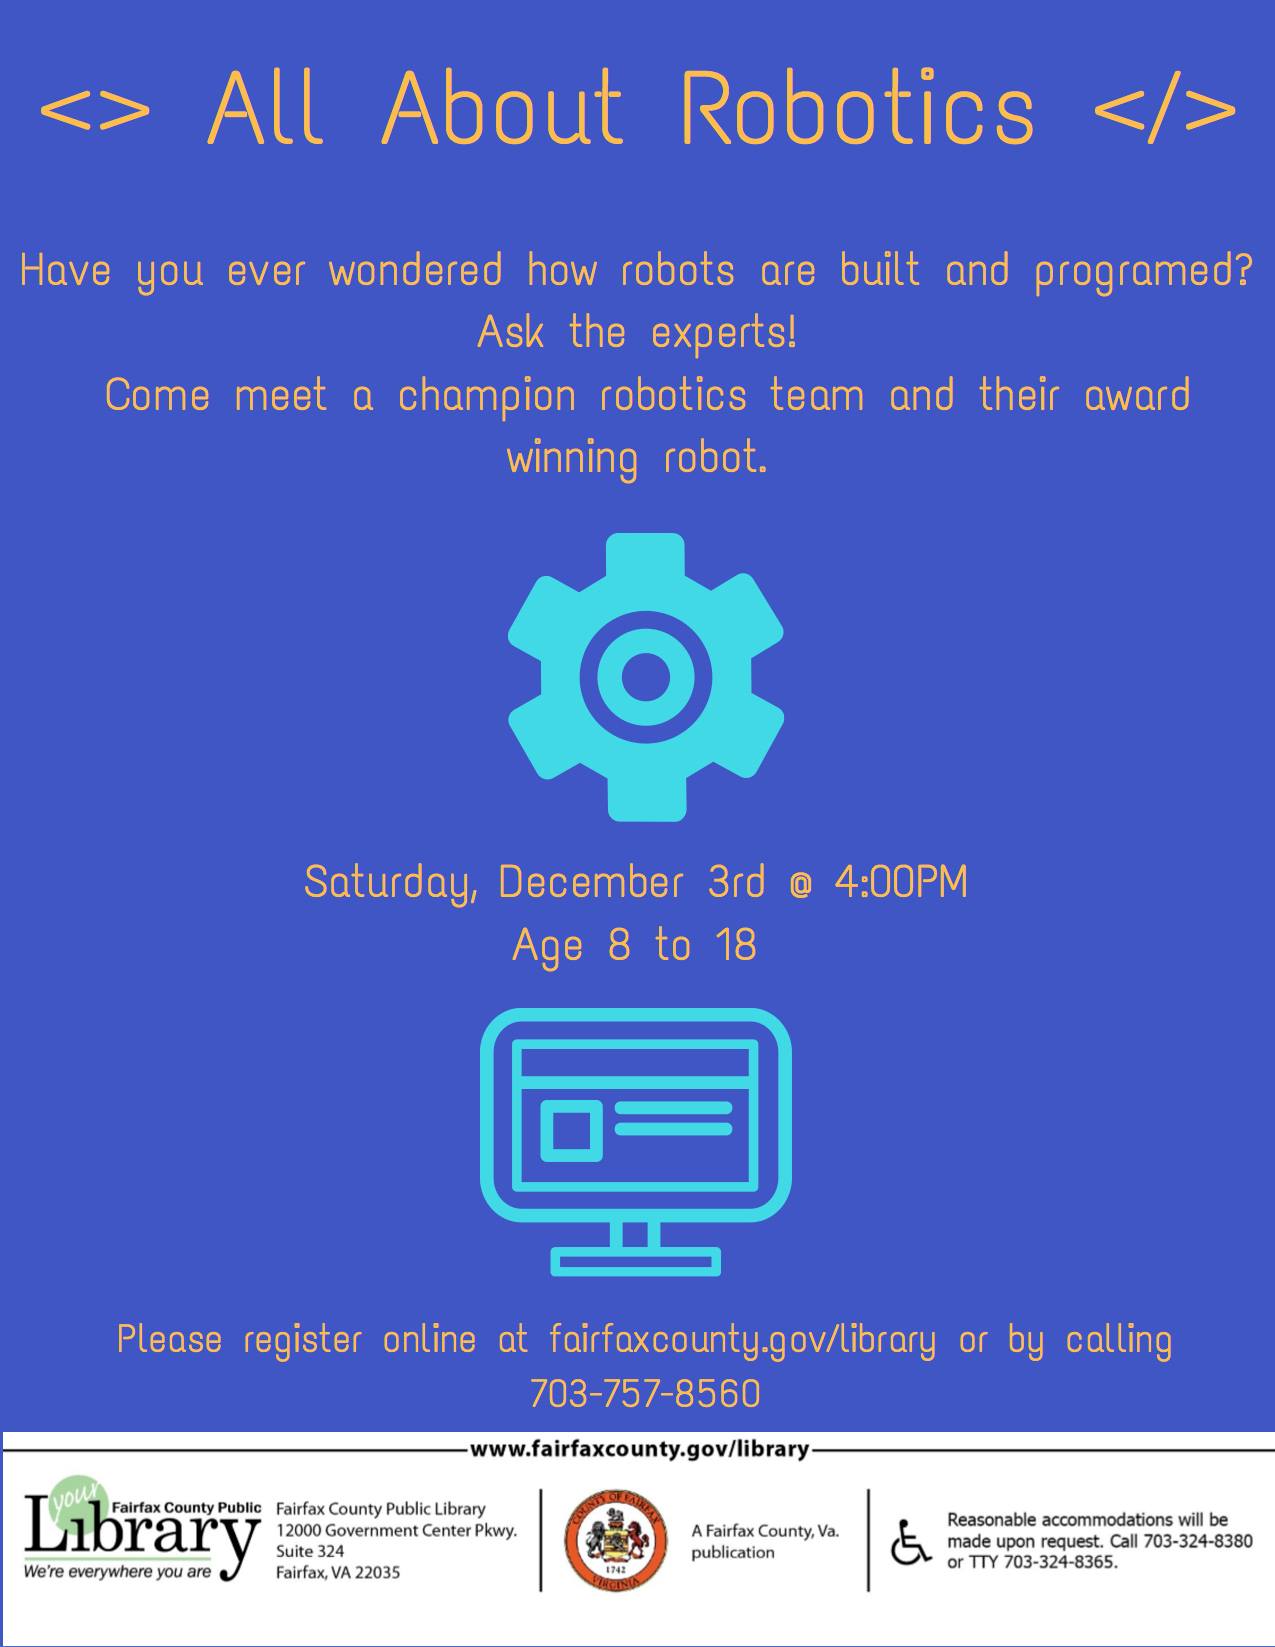 <> All About Robotics </>
Have you ever wondered how robots are built and programed?
Ask the experts!
Come meet a champion robotics team and their award
winning robot.
Saturday, December 3rd @ 4:00PM
Age 8 to 18
Please register online at fairfaxcounty.gov/library or by calling
703-757-8560
www.fairfaxcounty.gov/library
your
Fairfax County Public
Library
We're everywhere you are
Fairfax County Public Library
12000 Government Center Pkwy.
Suite 324
Fairfax, VA 22035
COUNTY OF FAIRFAX
1742
VIRGINIA
A Fairfax County, Va.
publication
Reasonable accommodations will be
made upon request. Call 703-324-8380
or TTY 703-324-8365.